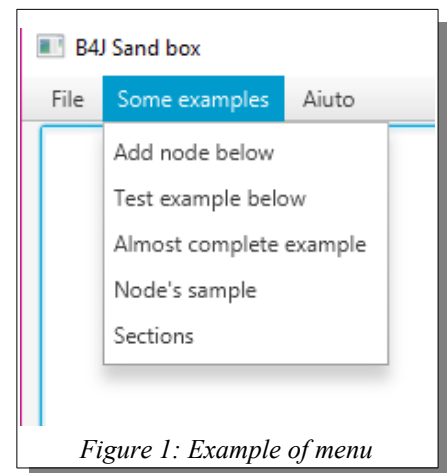 B4J Sand box
File Some examples Aiuto
Add node below
Test example below
Almost complete example
Node's sample
Sections
Figure 1: Example of menu